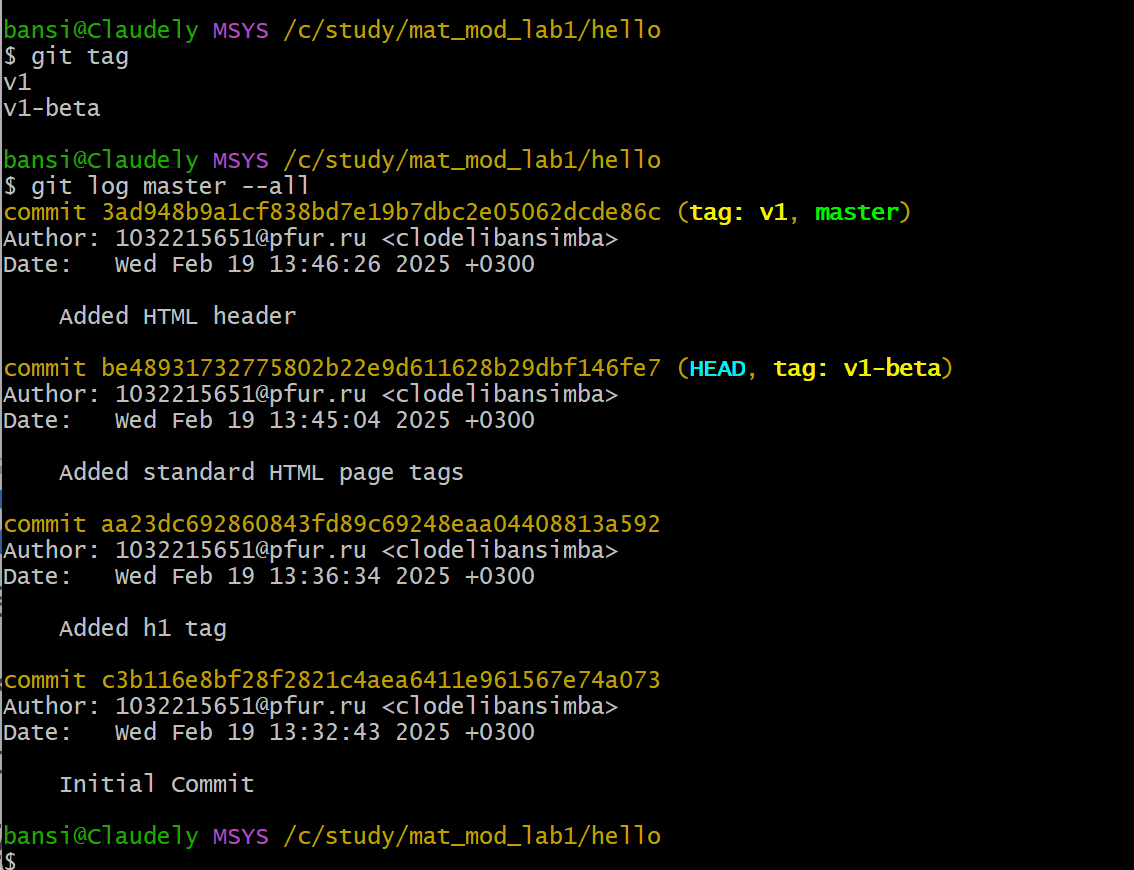 bansi@Claudely MSYS /c/study/mat_mod_lab1/hello
$ git tag
v1
v1-beta
bansi@Claudely MSYS /c/study/mat_mod_lab1/hello
$ git log master --all
commit 3ad948b9a1cf838bd7e19b7dbc2e05062dcde86c (tag: v1, master)
Author: 1032215651@pfur.ru <clodelibansimba>
Date:   Wed Feb 19 13:46:26 2025 +0300
    Added HTML header
commit be48931732775802b22e9d611628b29dbf146fe7 (HEAD, tag: v1-beta)
Author: 1032215651@pfur.ru <clodelibansimba>
Date:   Wed Feb 19 13:45:04 2025 +0300
    Added standard HTML page tags
commit aa23dc692860843fd89c69248eaa04408813a592
Author: 1032215651@pfur.ru <clodelibansimba>
Date:   Wed Feb 19 13:36:34 2025 +0300
    Added h1 tag
commit c3b116e8bf28f2821c4aea6411e961567e74a073
Author: 1032215651@pfur.ru <clodelibansimba>
Date:   Wed Feb 19 13:32:43 2025 +0300
    Initial Commit
bansi@Claudely MSYS /c/study/mat_mod_lab1/hello
$